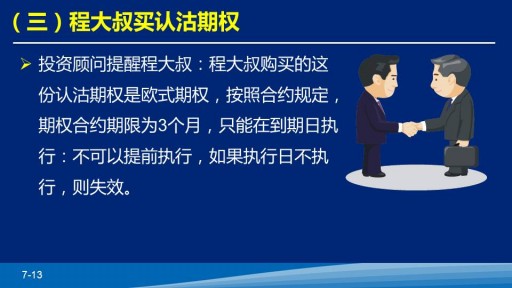 （三）程大叔买认沽期权
投资顾问提醒程大叔：程大叔购买的这
份认沽期权是欧式期权，按照合约规定，
期权合约期限为3个月，只能在到期日执
行：不可以提前执行，如果执行日不执
行，则失效。
7-13